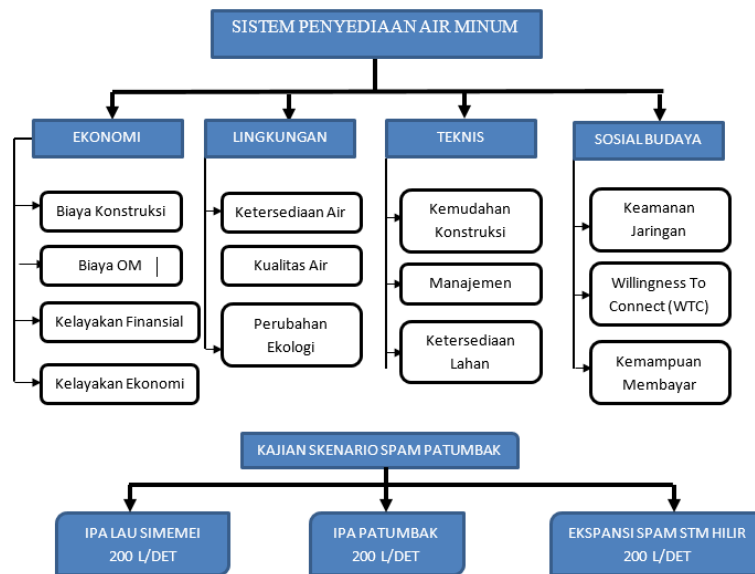 SISTEM PENYEDIAAN AIR MINUM
EKONOMI
Biaya Konstruksi
Biaya OM
Kelayakan Finansial
Kelayakan Ekonomi
LINGKUNGAN
Ketersediaan Air
Kualitas Air
Perubahan
Ekologi
TEKNIS
Kemudahan
Konstruksi
Manajemen
Ketersediaan
Lahan
SOSIAL BUDAYA
Keamanan
Jaringan
Willingness To
Connect (WTC)
Kemampuan
Membayar
KAJIAN SKENARIO SPAM PATUMBAK
IPA LAU SIMEMEI
200 L/DET
IPA PATUMBAK
200 L/DET
EKSPANSI SPAM STM HILIR
200 L/DET